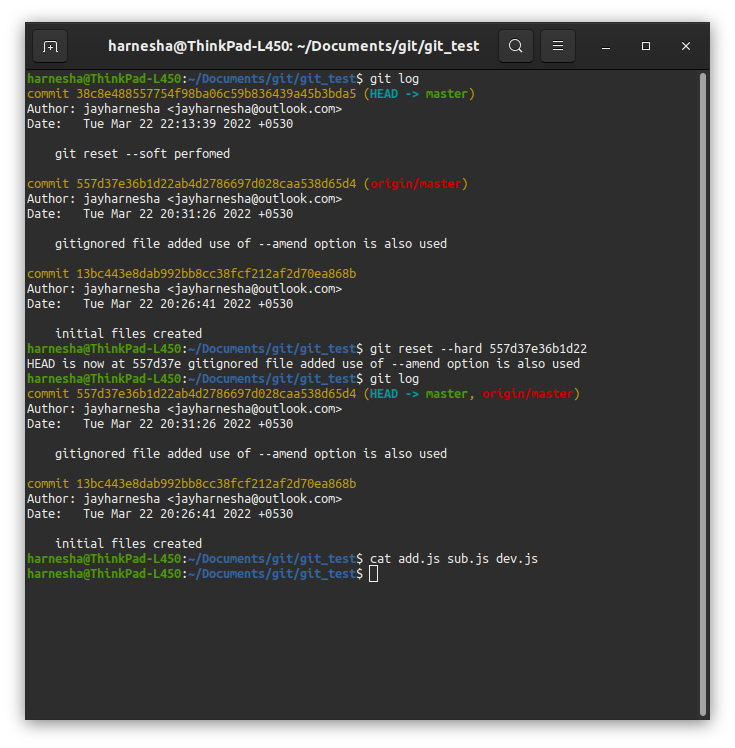 harnesha@ThinkPad-L450: ~/Documents/git/git_test
harnesha@ThinkPad-L450:~/Documents/git/git_test$ git log
commit 38c8e488557754f98ba06c59b836439a45b3bda5 (HEAD -> master)
Author: jayharnesha <jayharnesha@outlook.com>
Date:   Tue Mar 22 22:13:39 2022 +0530
    git reset --soft perfomed
commit 557d37e36b1d22ab4d2786697d028caa538d65d4 (origin/master)
Author: jayharnesha <jayharnesha@outlook.com>
Date:   Tue Mar 22 20:31:26 2022 +0530
    gitignored file added use of --amend option is also used
commit 13bc443e8dab992bb8cc38fcf212af2d70ea868b
Author: jayharnesha <jayharnesha@outlook.com>
Date:   Tue Mar 22 20:26:41 2022 +0530
    initial files created
harnesha@ThinkPad-L450:~/Documents/git/git_test$ git reset --hard 557d37e36b1d22
HEAD is now at 557d37e gitignored file added use of --amend option is also used
harnesha@ThinkPad-L450:~/Documents/git/git_test$ git log
commit 557d37e36b1d22ab4d2786697d028caa538d65d4 (HEAD -> master, origin/master)
Author: jayharnesha <jayharnesha@outlook.com>
Date:   Tue Mar 22 20:31:26 2022 +0530
    gitignored file added use of --amend option is also used
commit 13bc443e8dab992bb8cc38fcf212af2d70ea868b
Author: jayharnesha <jayharnesha@outlook.com>
Date:   Tue Mar 22 20:26:41 2022 +0530
    initial files created
harnesha@ThinkPad-L450:~/Documents/git/git_test$ cat add.js sub.js dev.js
harnesha@ThinkPad-L450:~/Documents/git/git_test$